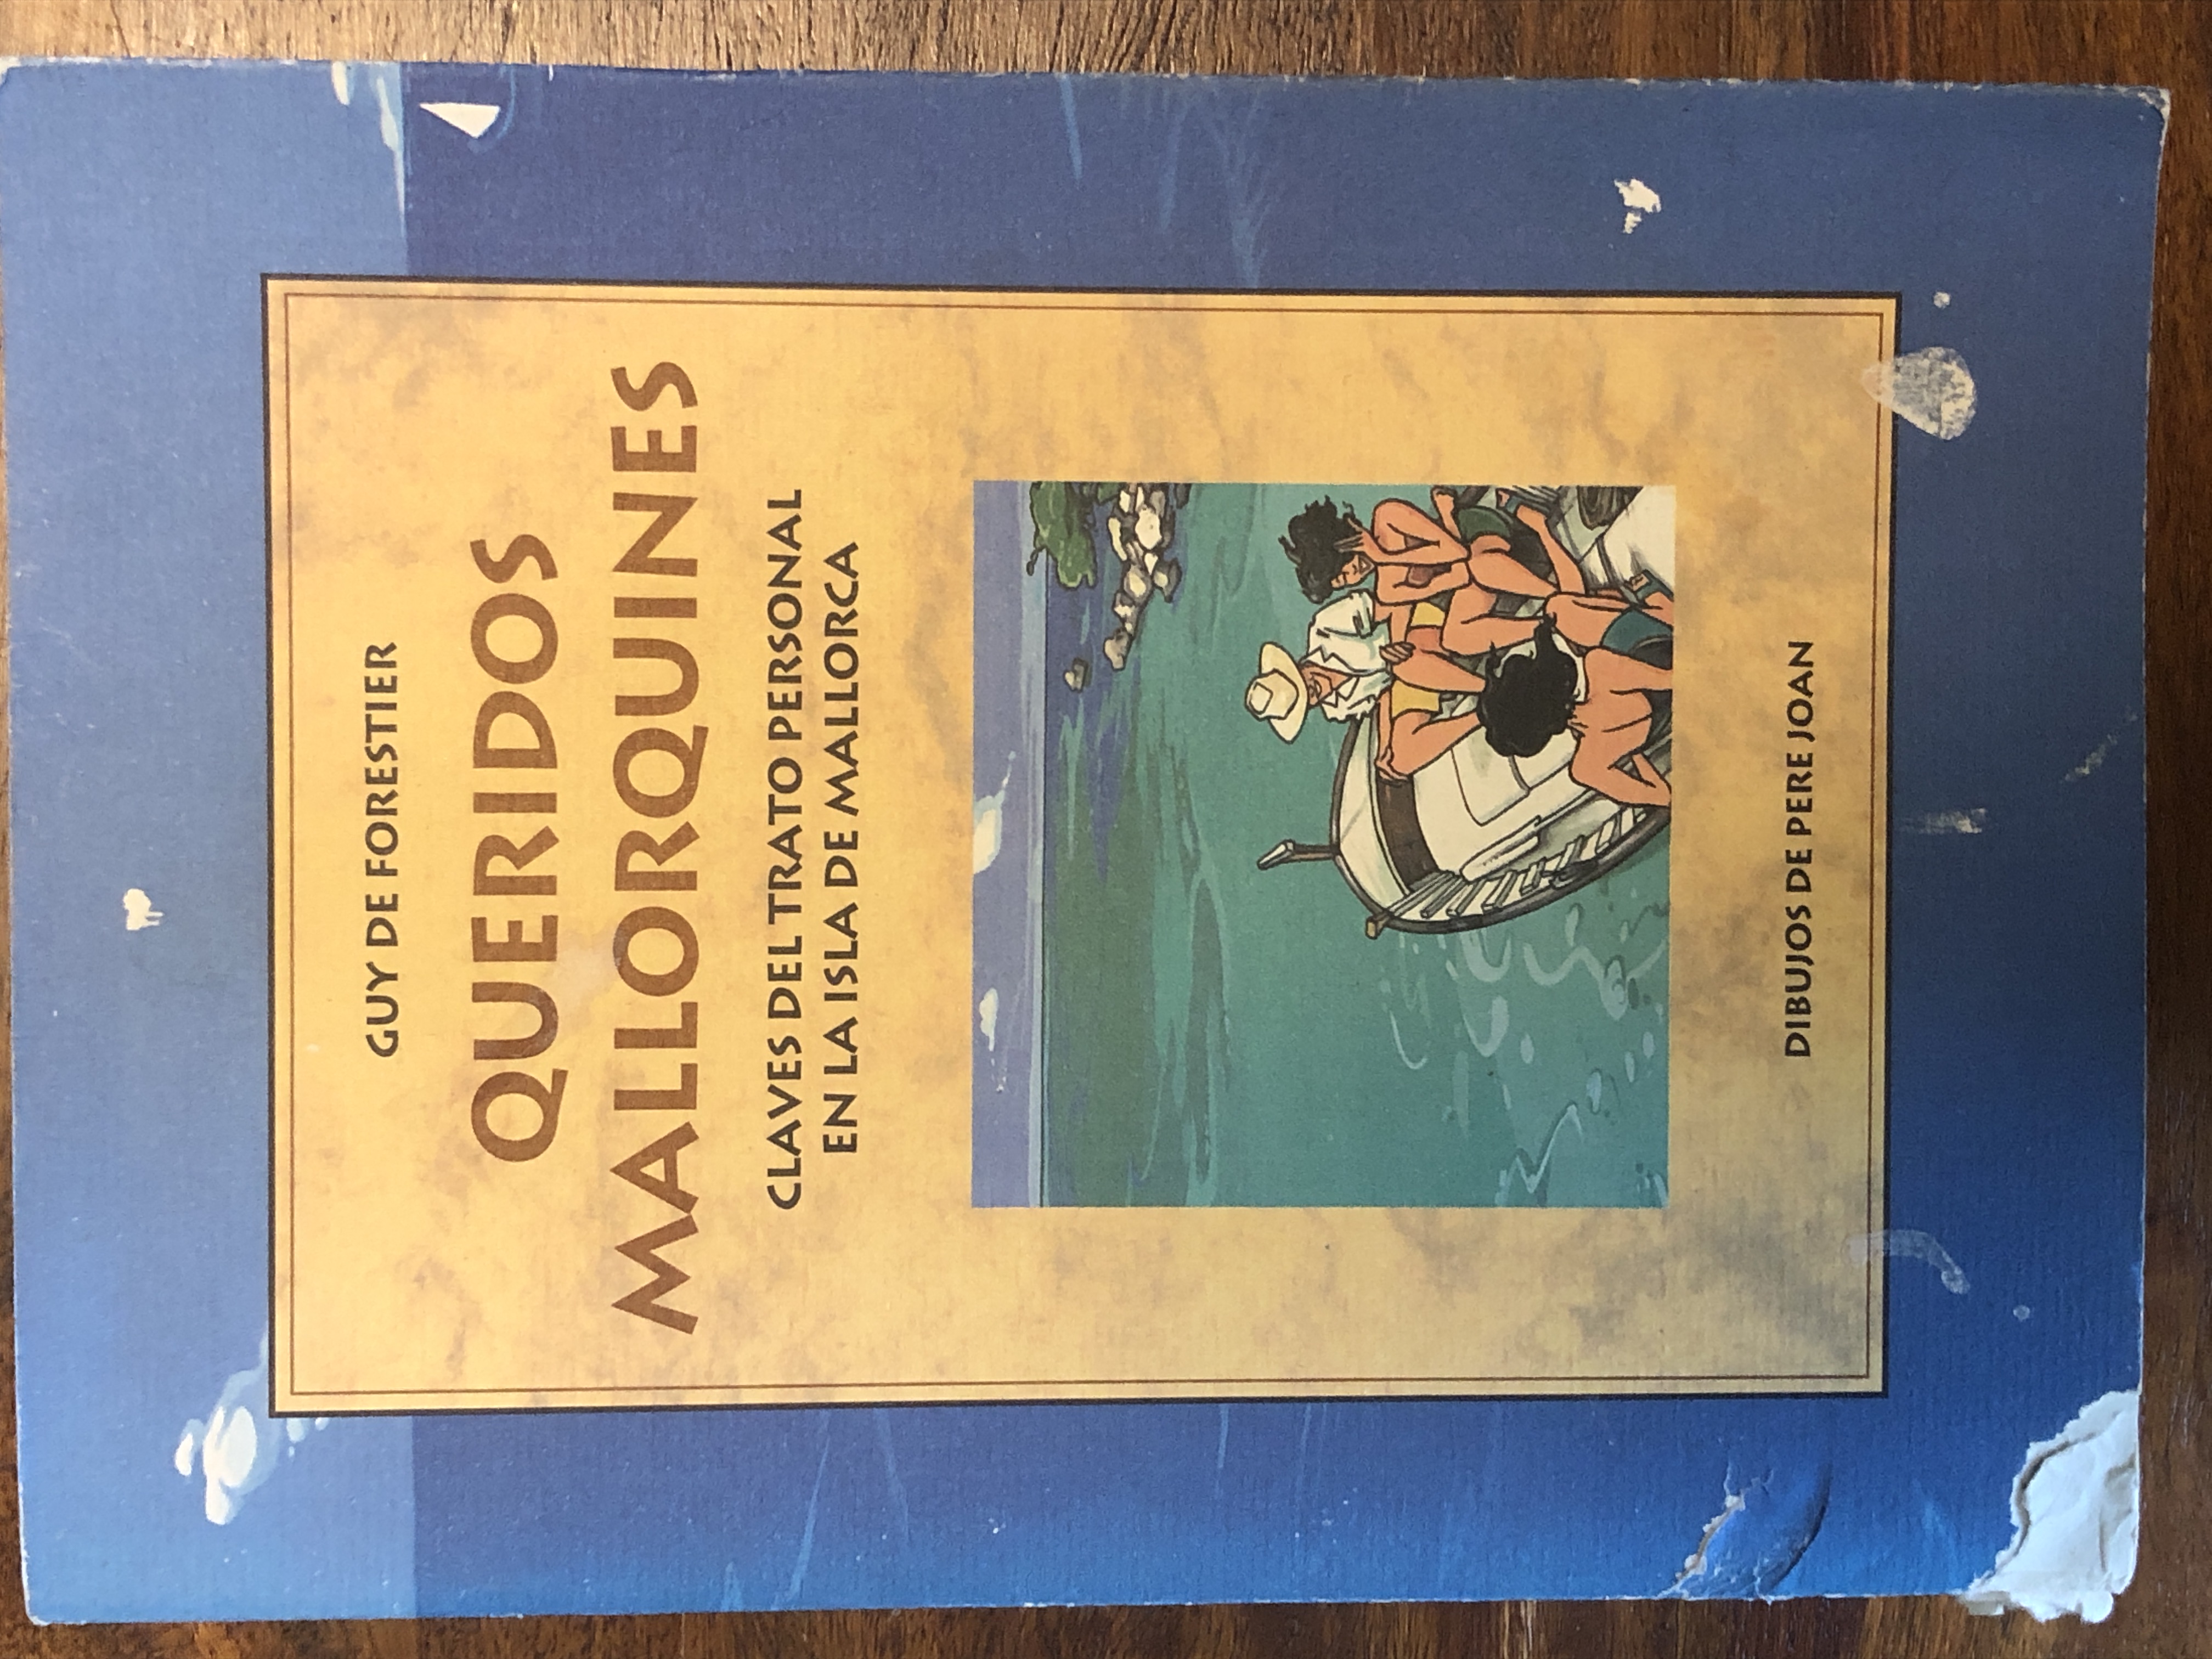 GUY DE FORESTIER
QUERIDOS
MALLORQUINES
CLAVES DEL TRATO PERSONAL
EN LA ISLA DE MALLORCA
DIBUJOS DE PERE JOAN